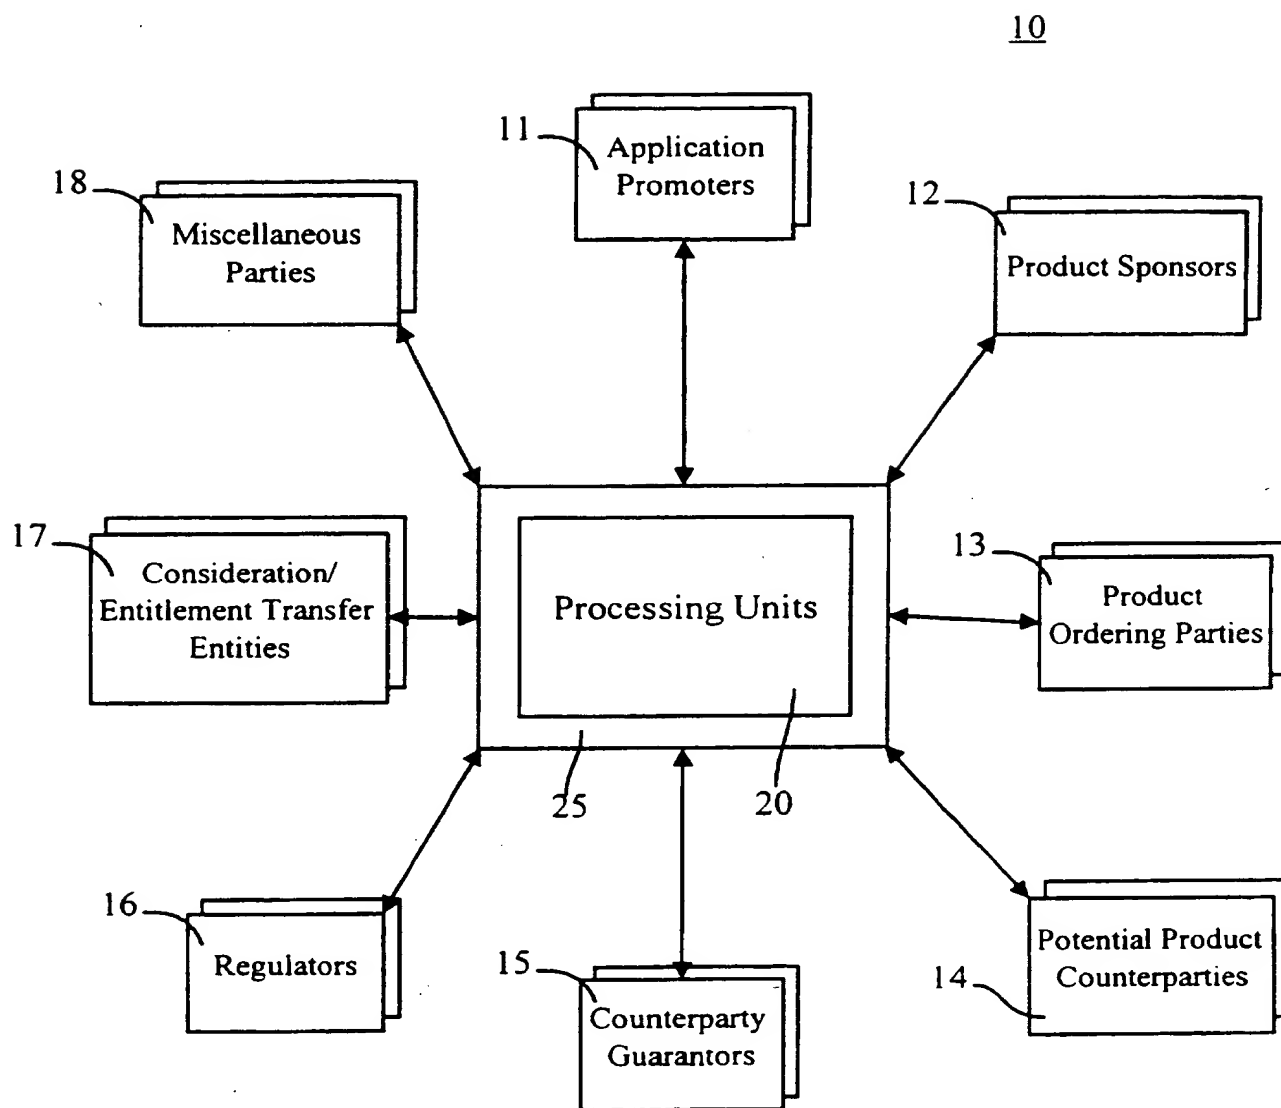 10
11
Application
Promoters
18
Miscellaneous
Parties
12
Product Sponsors
17
Consideration/
Entitlement Transfer
Entities
Processing Units
13
Product
Ordering Parties
25
20
16
Regulators
15
Counterparty
Guarantors
14
Potential Product
Counterparties